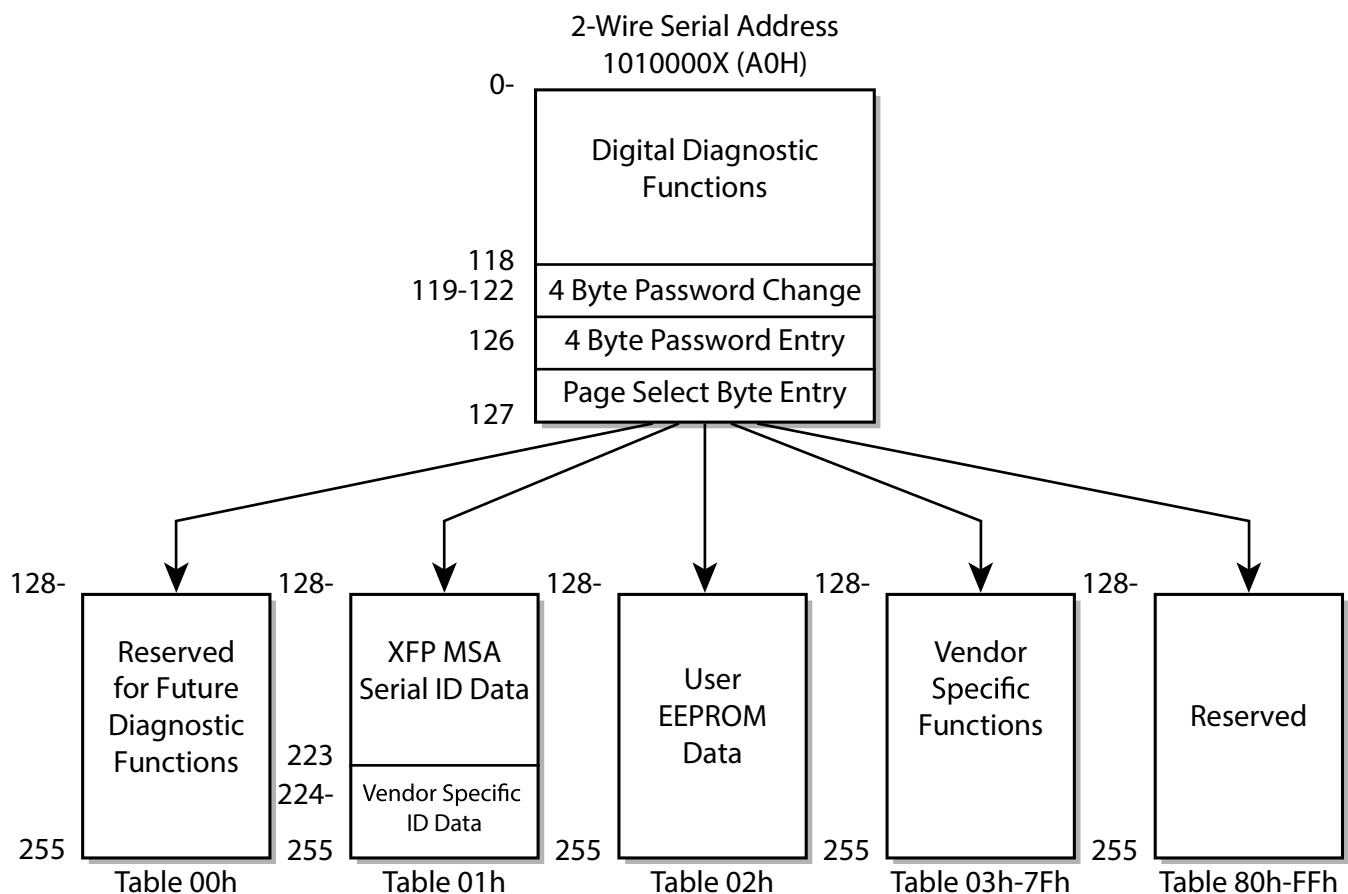 2-Wire Serial Address
1010000X (A0H)
0-
Digital Diagnostic
Functions
118
119-122
4 Byte Password Change
126
4 Byte Password Entry
Page Select Byte Entry
127
128-
Reserved
for Future
Diagnostic
Functions
255
Table 00h
128-
XFP MSA
Serial ID Data
223
224-
Vendor Specific
ID Data
255
Table 01h
128-
User
EEPROM
Data
255
Table 02h
128-
Vendor
Specific
Functions
255
Table 03h-7Fh
128-
Reserved
255
Table 80h-FFh